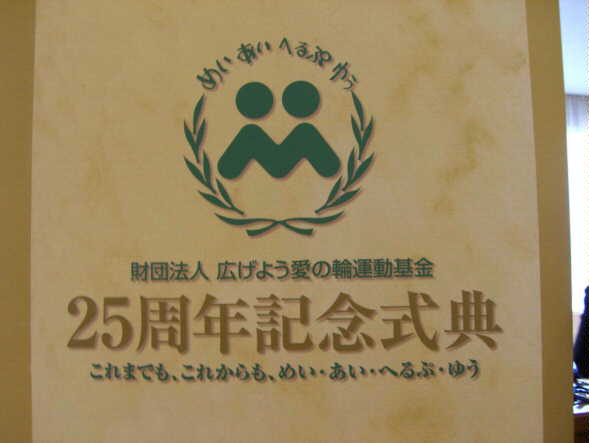 めい あい へるぷ ゆう
財団法人 広げよう愛の輪運動基金
25周年記念式典
これまでも、これからも、めい・あい・へるぷ・ゆう